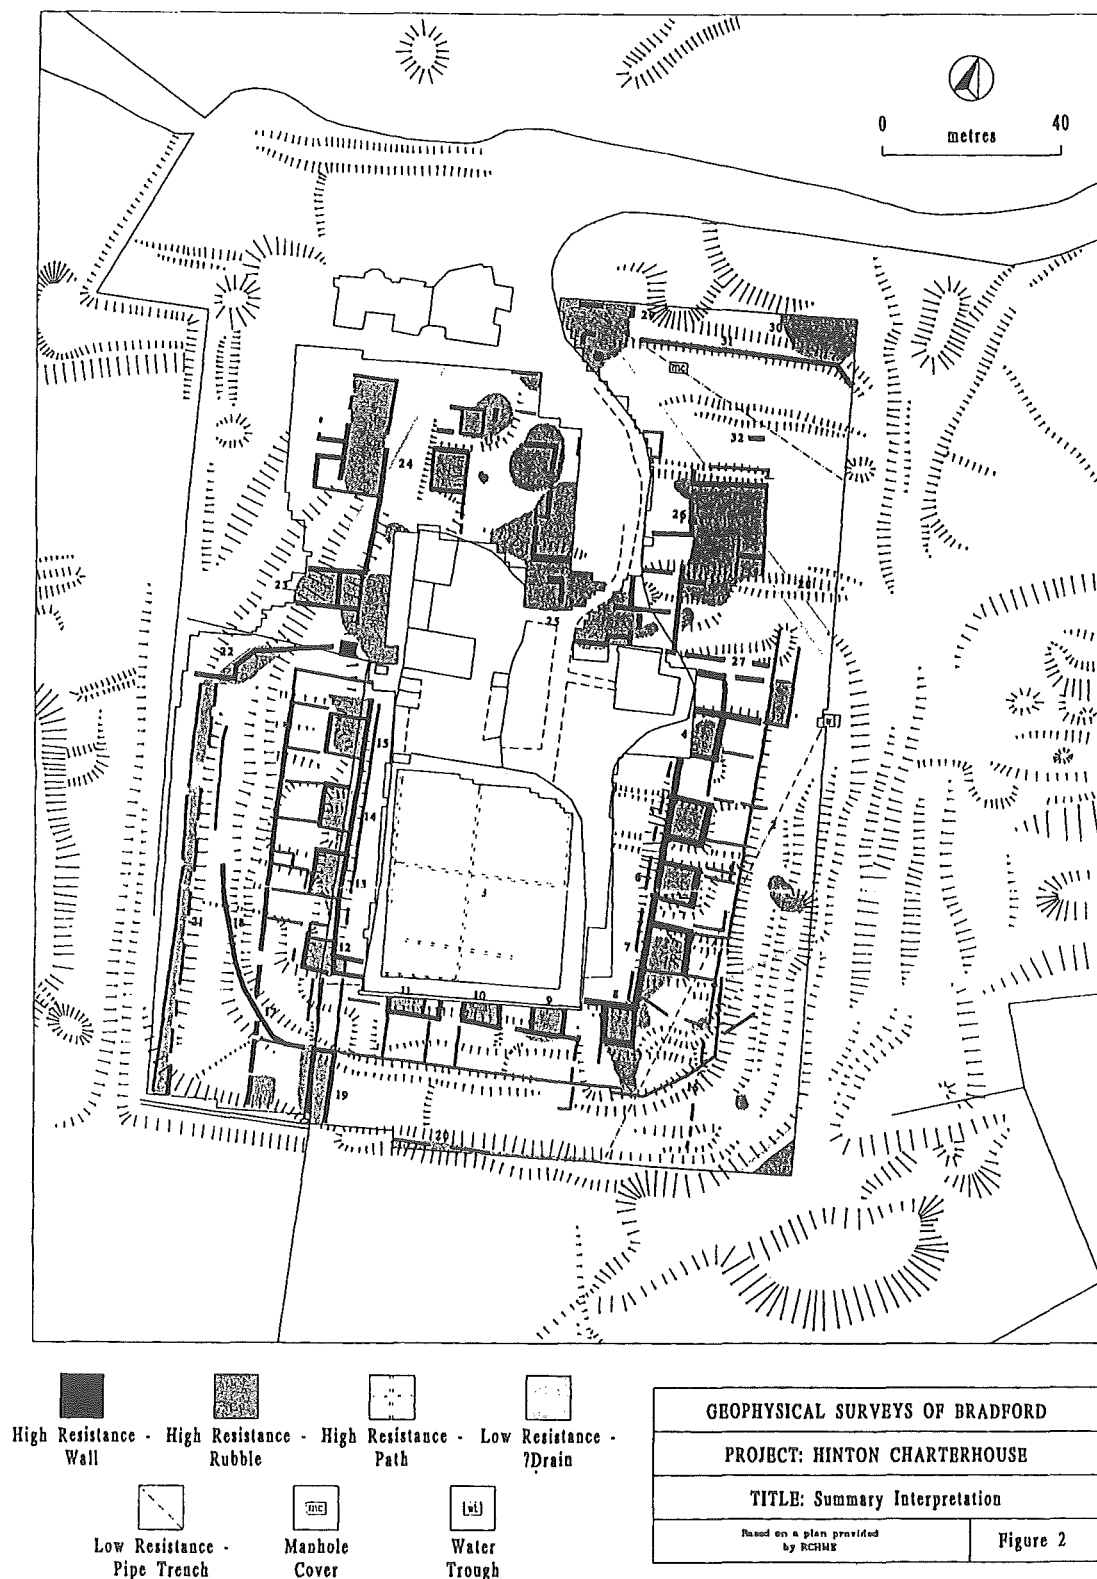 0 40
metres
29
30
31
mc
32
24
26
23
25
22
27
wt
4
15
14
13
6
3
12
7
18
21
11
10
9
8
17
19
20
High Resistance - High Resistance - High Resistance - Low Resistance -
Wall Rubble Path ?Drain
mc
wt
Low Resistance - Manhole Water
Pipe Trench Cover Trough
GEOPHYSICAL SURVEYS OF BRADFORD
PROJECT: HINTON CHARTERHOUSE
TITLE: Summary Interpretation
Based on a plan provided
by RCHME
Figure 2